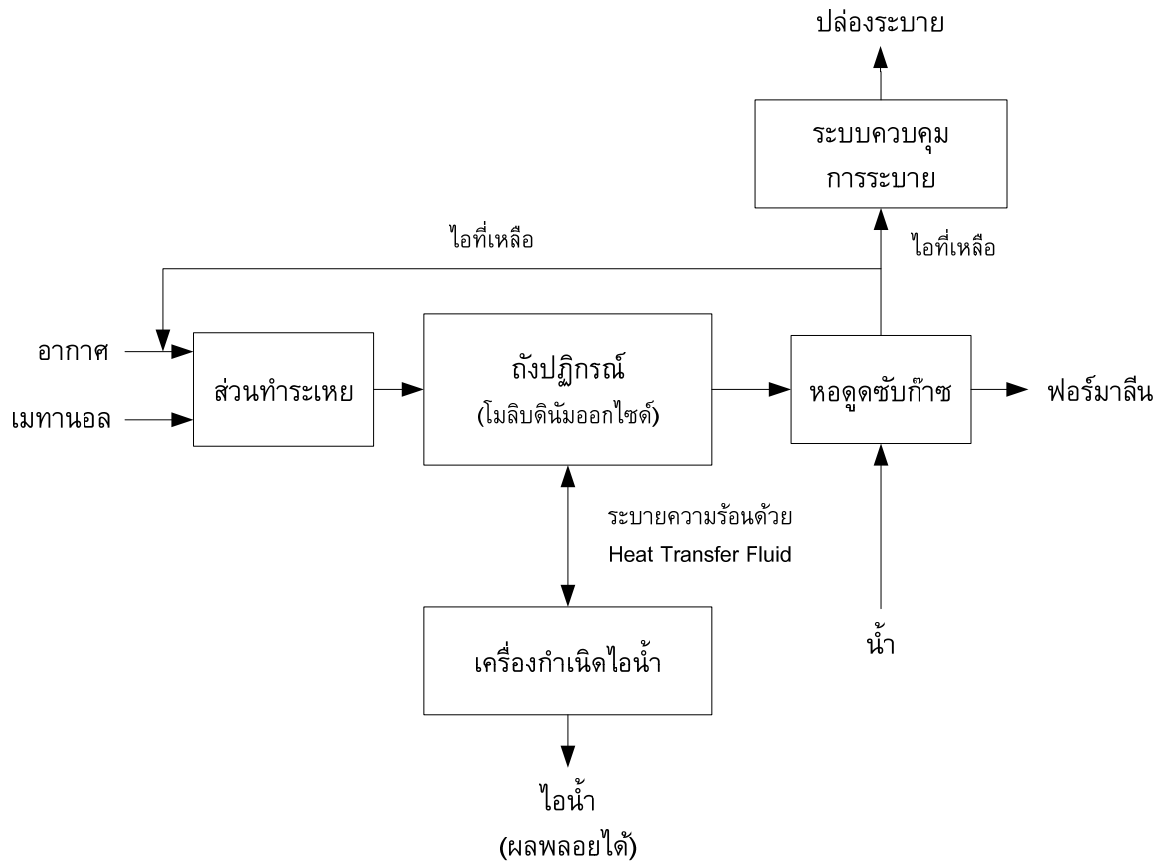 ปล่องระบาย
ระบบควบคุม
การระบาย
ไอที่เหลือ
ไอที่เหลือ
อากาศ
เมทานอล
ส่วนทำระเหย
ถังปฏิกรณ์
(โมลิบดินัมออกไซด์)
หอดูดซับก๊าซ
ฟอร์มาลีน
ระบายความร้อนด้วย
Heat Transfer Fluid
น้ำ
เครื่องกำเนิดไอน้ำ
ไอน้ำ
(ผลพลอยได้)